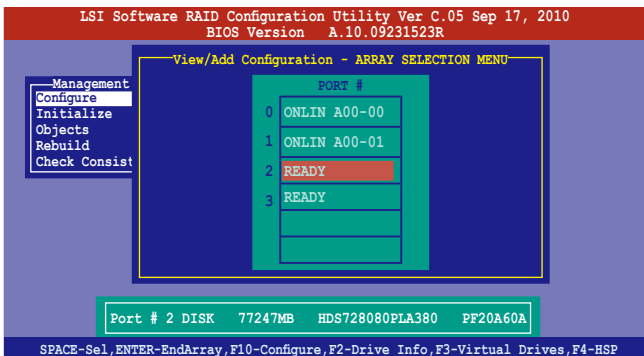 LSI Software RAID Configuration Utility Ver C.05 Sep 17, 2010
BIOS Version A.10.09231523R
View/Add Configuration - ARRAY SELECTION MENU
Management
Configure
Initialize
Objects
Rebuild
Check Consist
PORT #
0 ONLIN A00-00
1 ONLIN A00-01
2 READY
3 READY
Port # 2 DISK 77247MB HDS728080PLA380 PF20A60A
SPACE-Sel,ENTER-EndArray,F10-Configure,F2-Drive Info,F3-Virtual Drives,F4-HSP